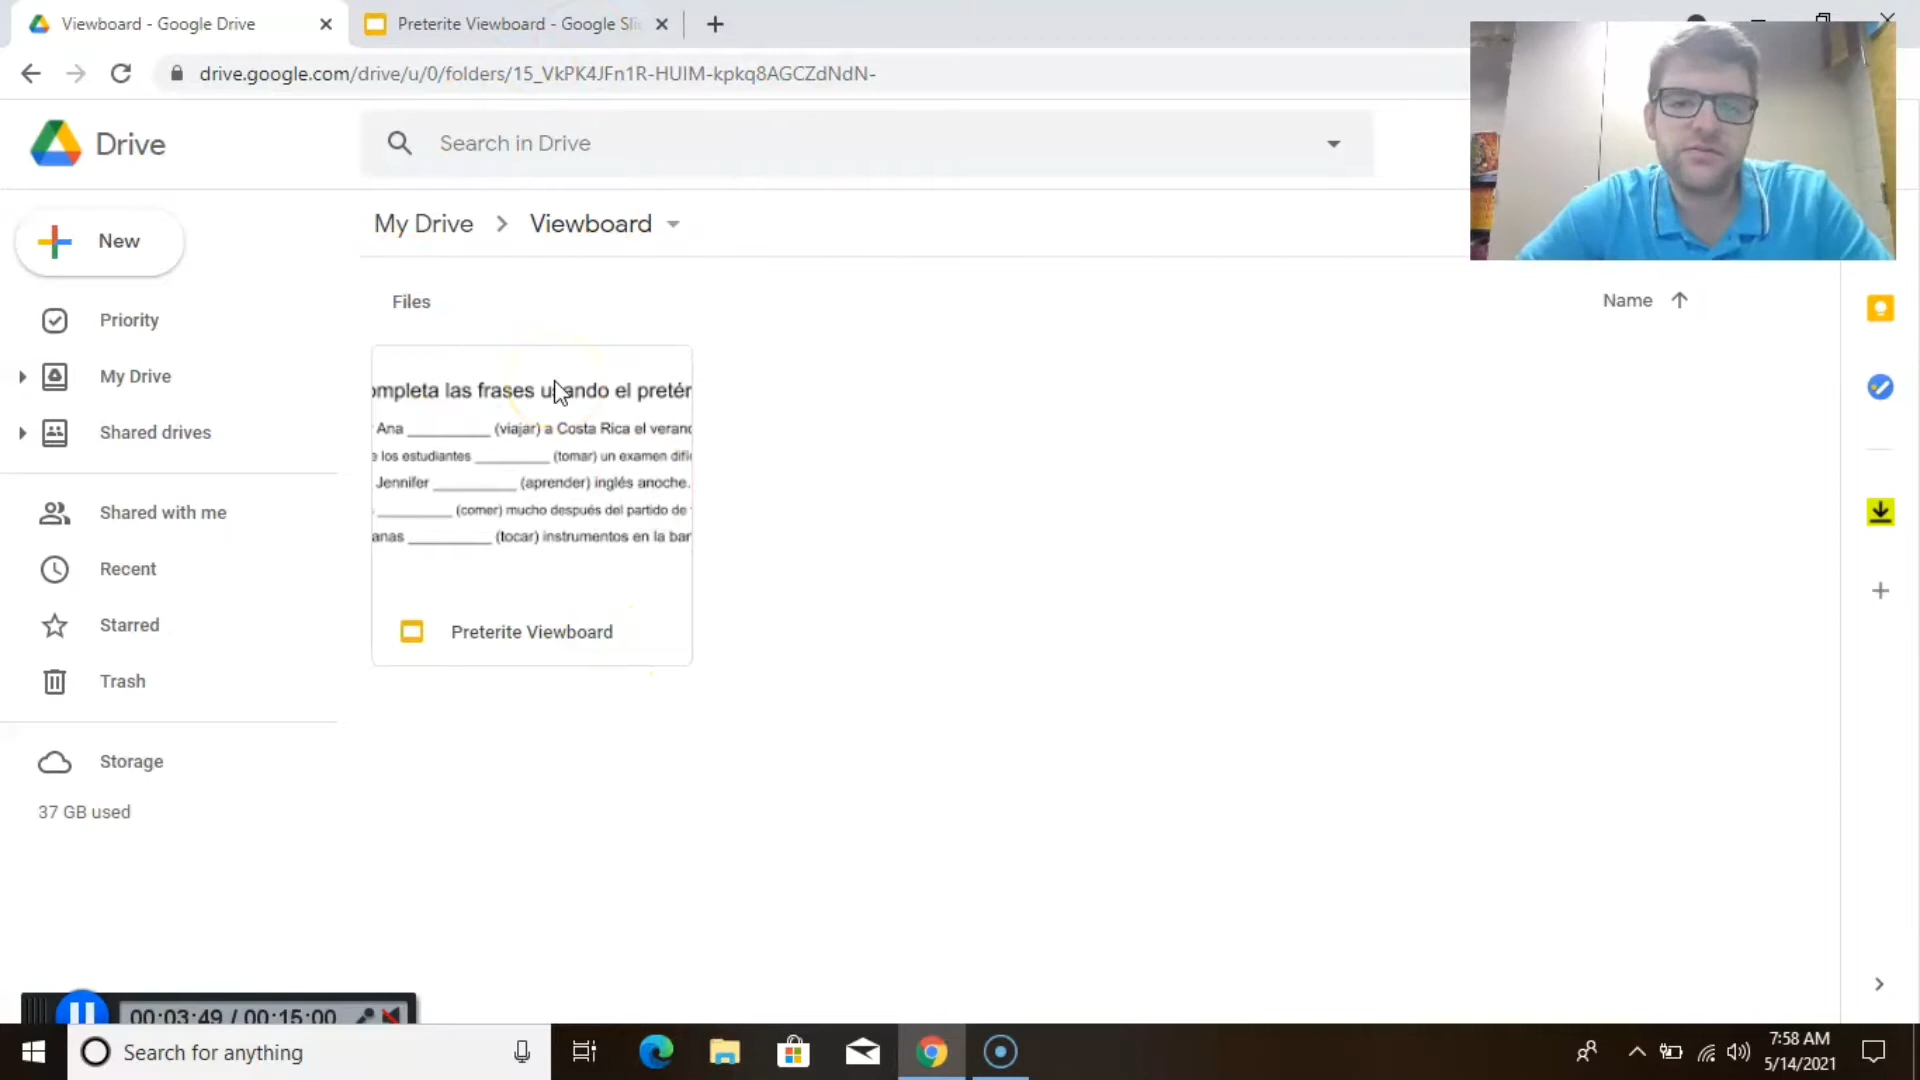 Viewboard - Google Drive
Preterite Viewboard - Google Sli
drive.google.com/drive/u/0/folders/15_VkPK4JFn1R-HUIM-kpkq8AGCZdNdN-
Drive
Search in Drive
New
My Drive
Viewboard
Files
Name
Priority
My Drive
Shared drives
Shared with me
Recent
Starred
Trash
Storage
37 GB used
ompleta las frases usando el pretér
Ana __________ (viajar) a Costa Rica el verano
e los estudiantes _________ (tomar) un examen difí
Jennifer __________ (aprender) inglés anoche.
_________ (comer) mucho después del partido de
anas __________ (tocar) instrumentos en la bar
Preterite Viewboard
00:03:49 / 00:15:00
Search for anything
7:58 AM
5/14/2021